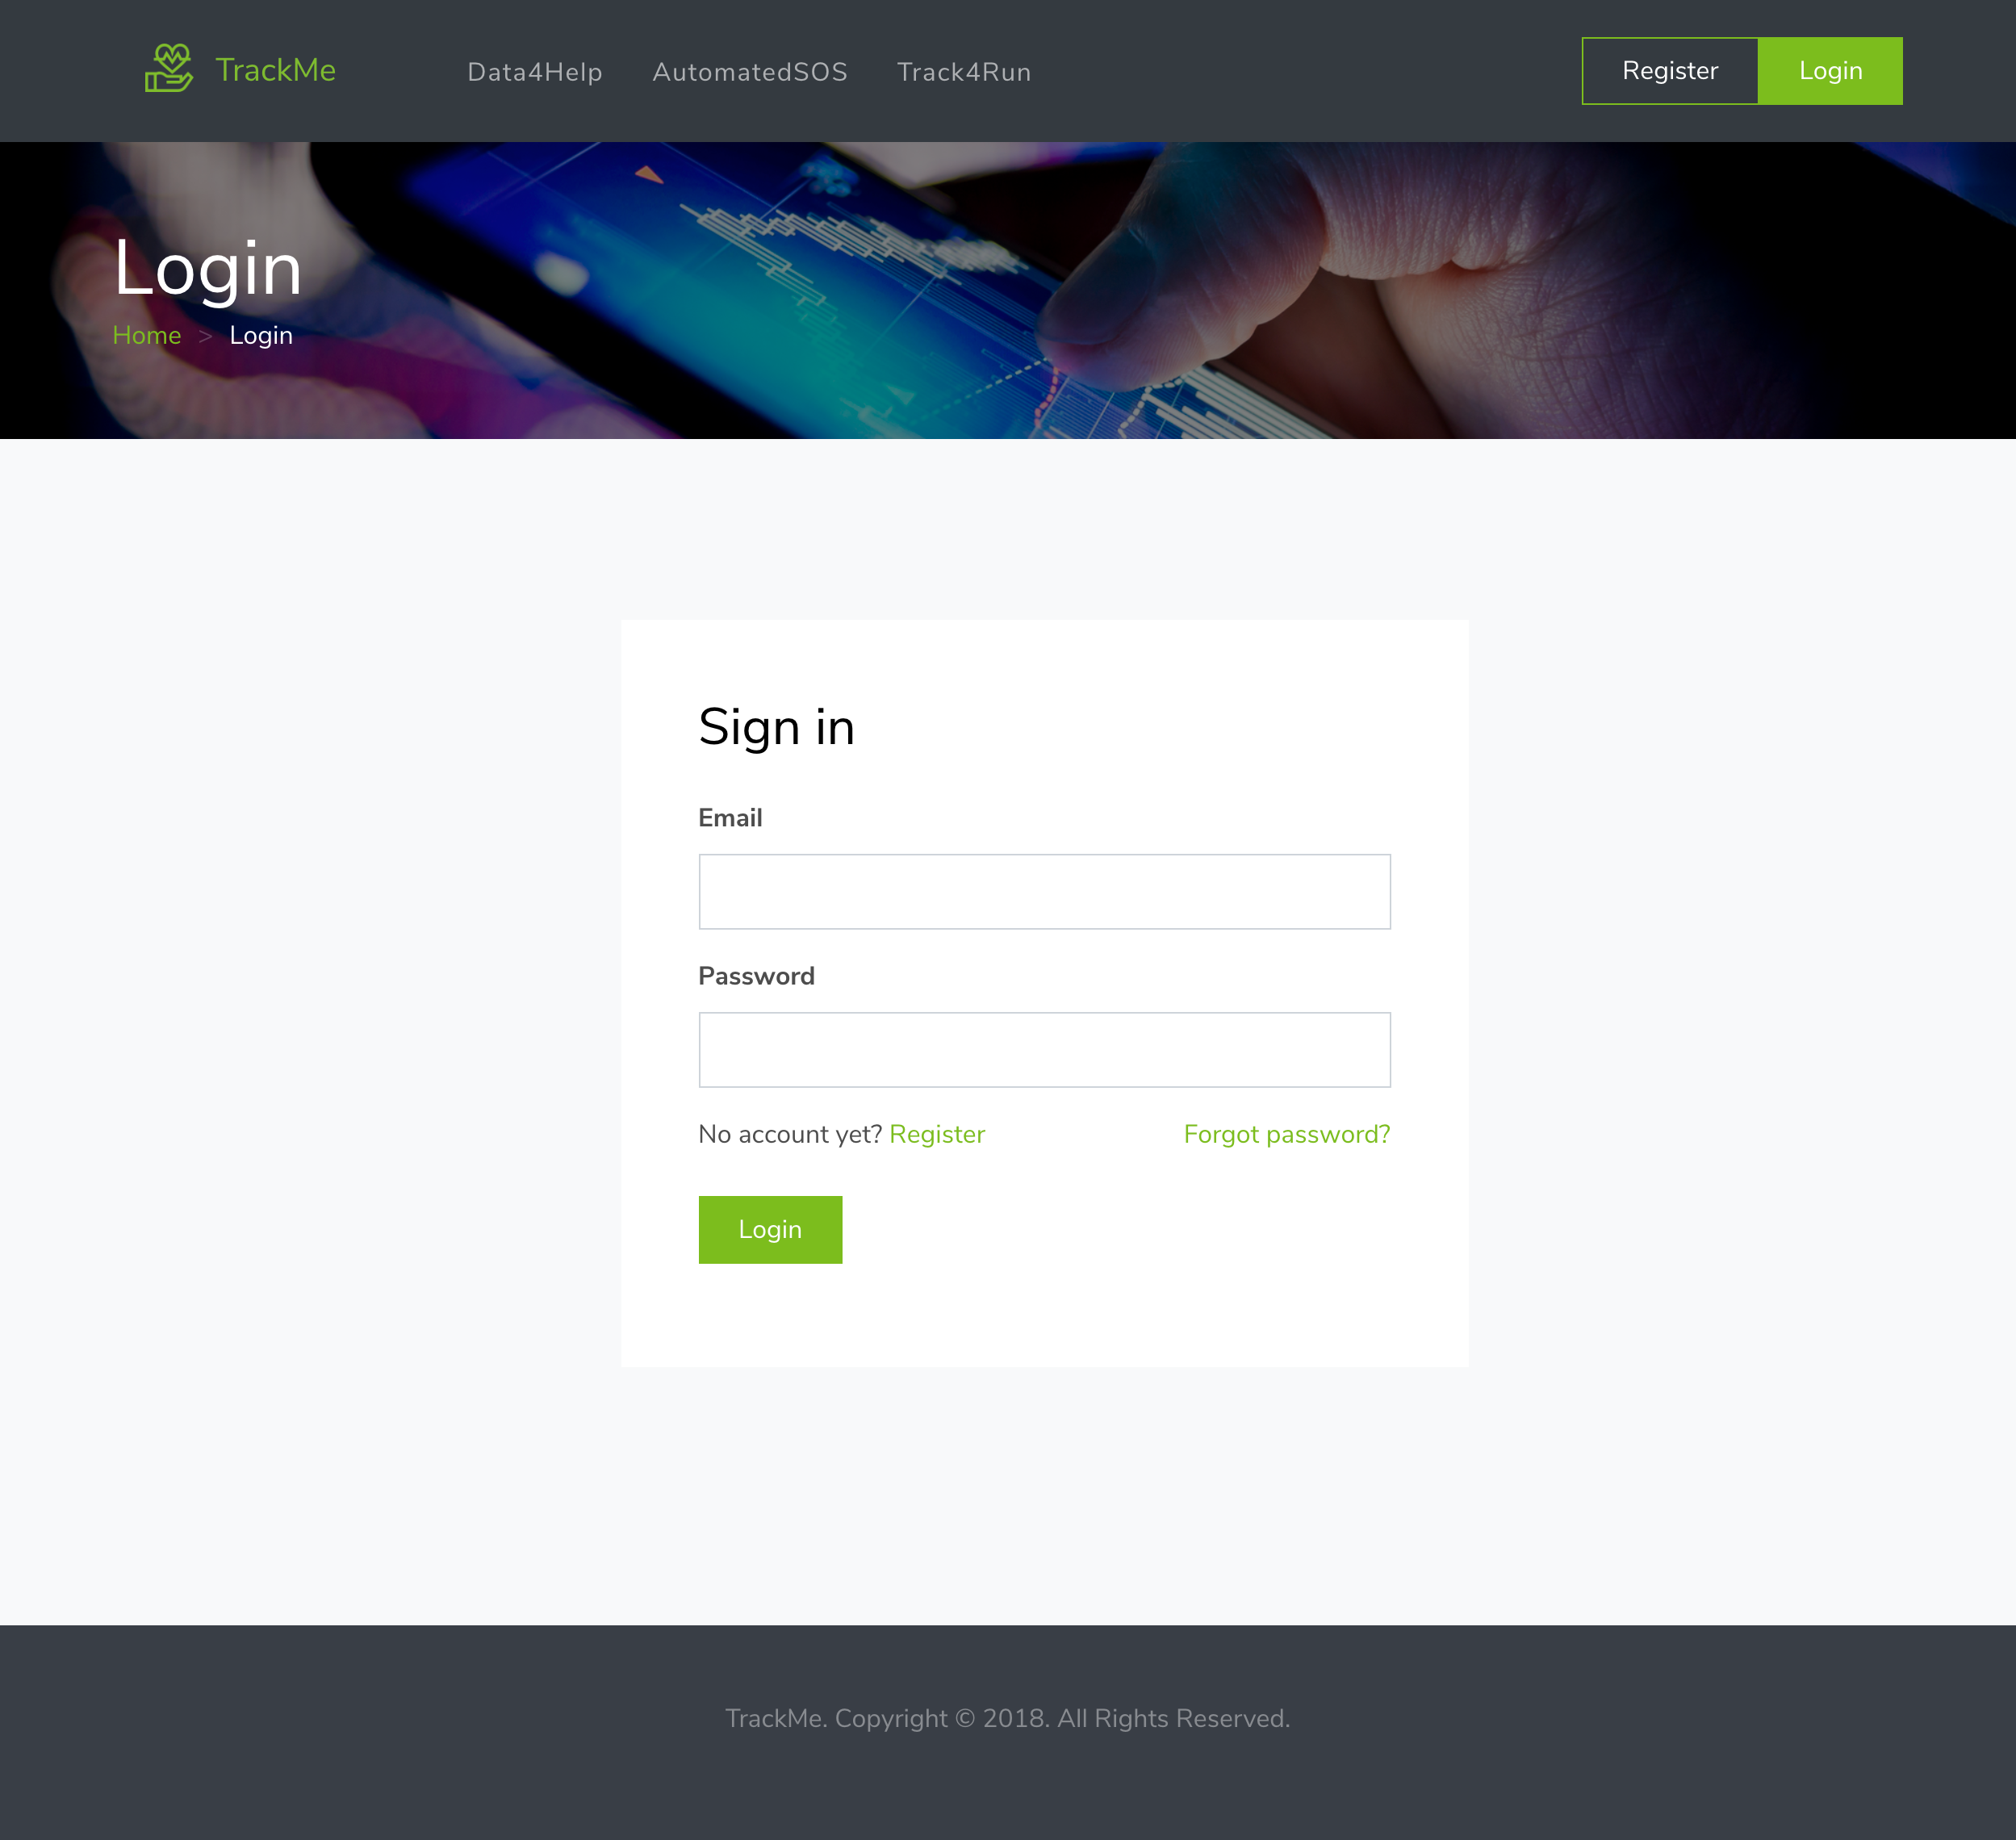 TrackMe
Data4Help AutomatedSOS Track4Run
Register Login
Login
Home > Login
Sign in
Email
Password
No account yet? Register Forgot password?
Login
TrackMe. Copyright © 2018. All Rights Reserved.